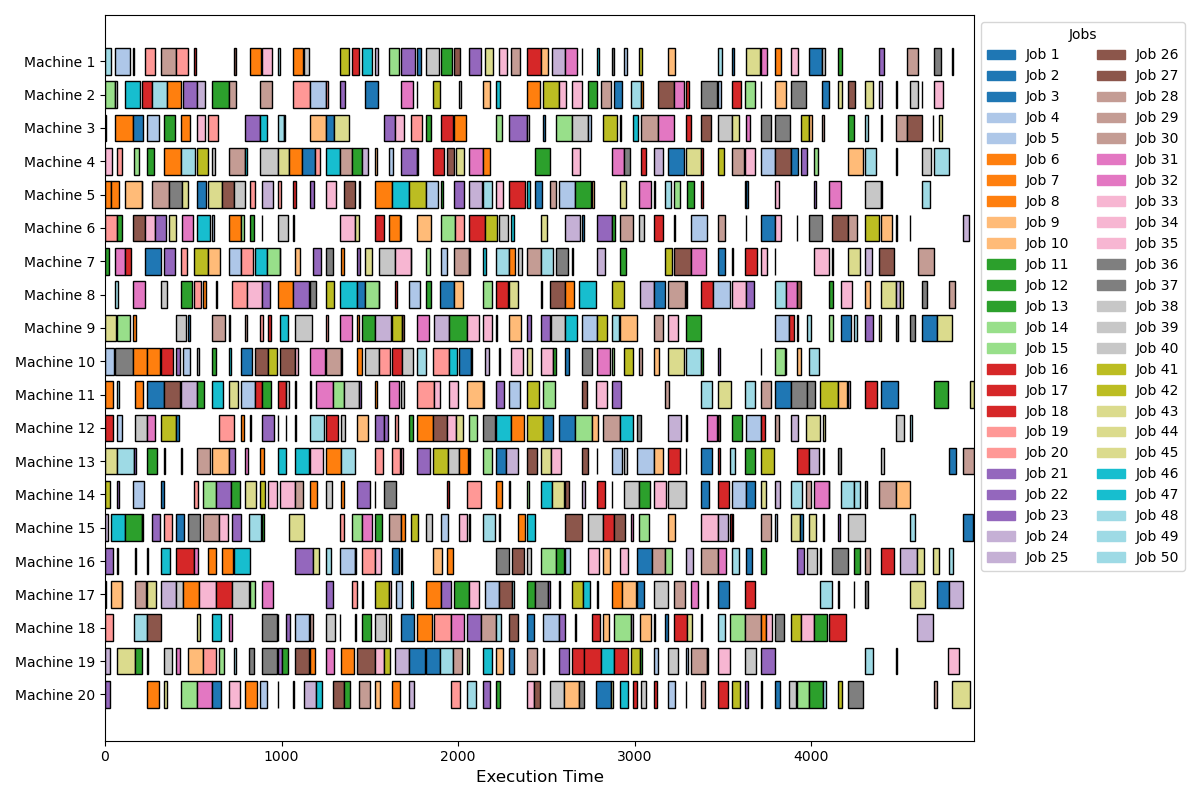 Machine 1
Machine 2
Machine 3
Machine 4
Machine 5
Machine 6
Machine 7
Machine 8
Machine 9
Machine 10
Machine 11
Machine 12
Machine 13
Machine 14
Machine 15
Machine 16
Machine 17
Machine 18
Machine 19
Machine 20
0 1000 2000 3000 4000
Execution Time
Jobs
Job 1
Job 2
Job 3
Job 4
Job 5
Job 6
Job 7
Job 8
Job 9
Job 10
Job 11
Job 12
Job 13
Job 14
Job 15
Job 16
Job 17
Job 18
Job 19
Job 20
Job 21
Job 22
Job 23
Job 24
Job 25
Job 26
Job 27
Job 28
Job 29
Job 30
Job 31
Job 32
Job 33
Job 34
Job 35
Job 36
Job 37
Job 38
Job 39
Job 40
Job 41
Job 42
Job 43
Job 44
Job 45
Job 46
Job 47
Job 48
Job 49
Job 50